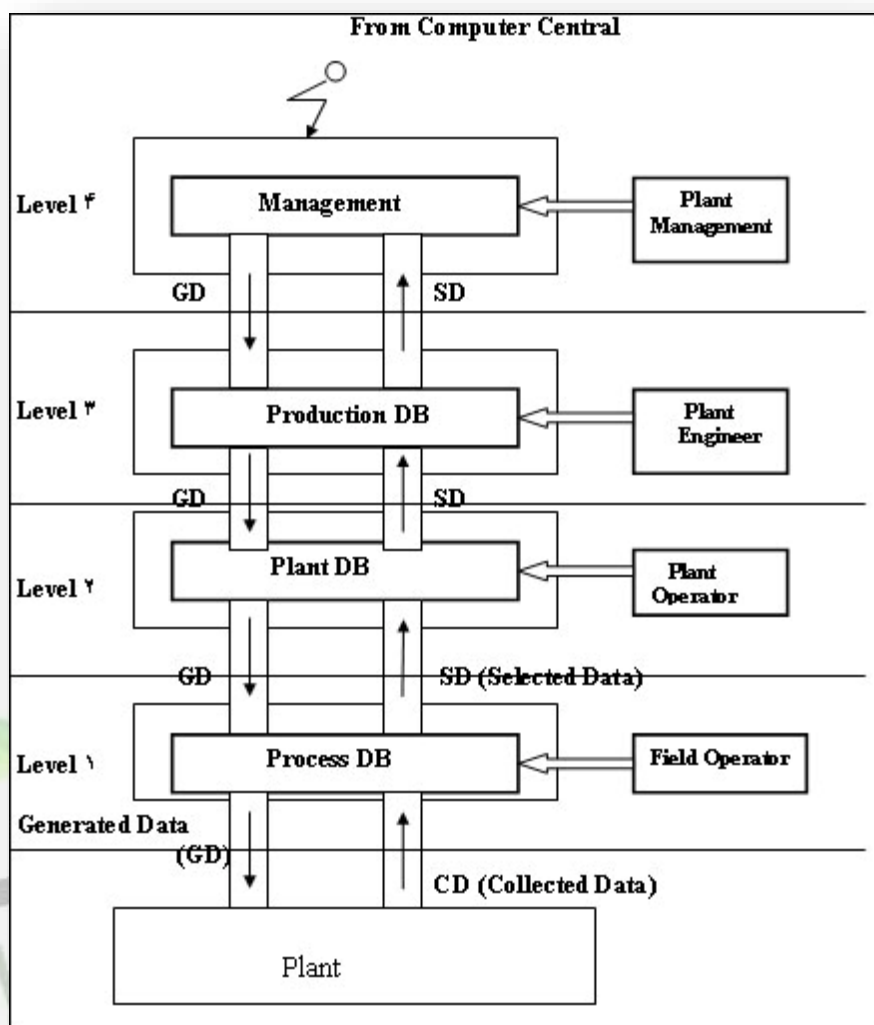 From Computer Central
Level ۴
Management
Plant
Management
GD
SD
Level ۳
Production DB
Plant
Engineer
GD
SD
Level ۲
Plant DB
Plant
Operator
GD
SD (Selected Data)
Level ۱
Process DB
Field Operator
Generated Data
(GD)
CD (Collected Data)
Plant